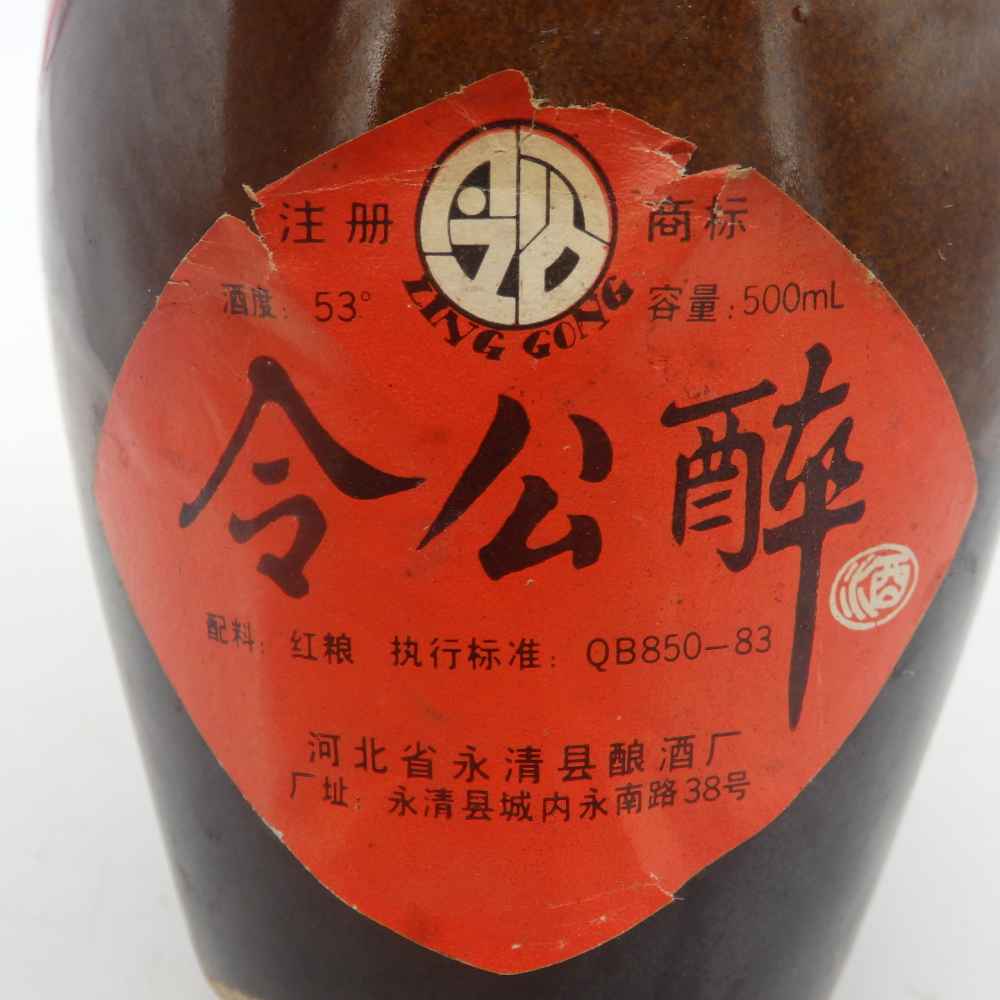 注册 商标
令公
LING GONG
酒度: 53° 容量: 500mL
令公醉
酒
配料: 红粮 执行标准: QB850-83
河北省永清县酿酒厂
厂址: 永清县城内永南路38号